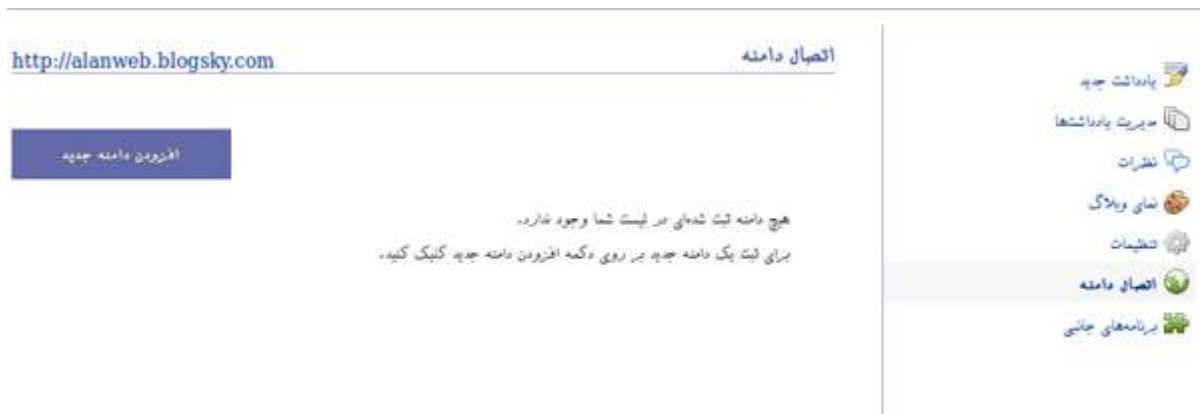 یادداشت جدید
مدیریت یادداشتها
نظرات
نمای وبلاگ
تنظیمات
اتصال دامنه
برنامه‌های جانبی
اتصال دامنه
http://alanweb.blogsky.com
افزودن دامنه جدید
هیچ دامنه ثبت شده‌ای در لیست شما وجود ندارد.
برای ثبت یک دامنه جدید بر روی دکمه افزودن دامنه جدید کلیک کنید.